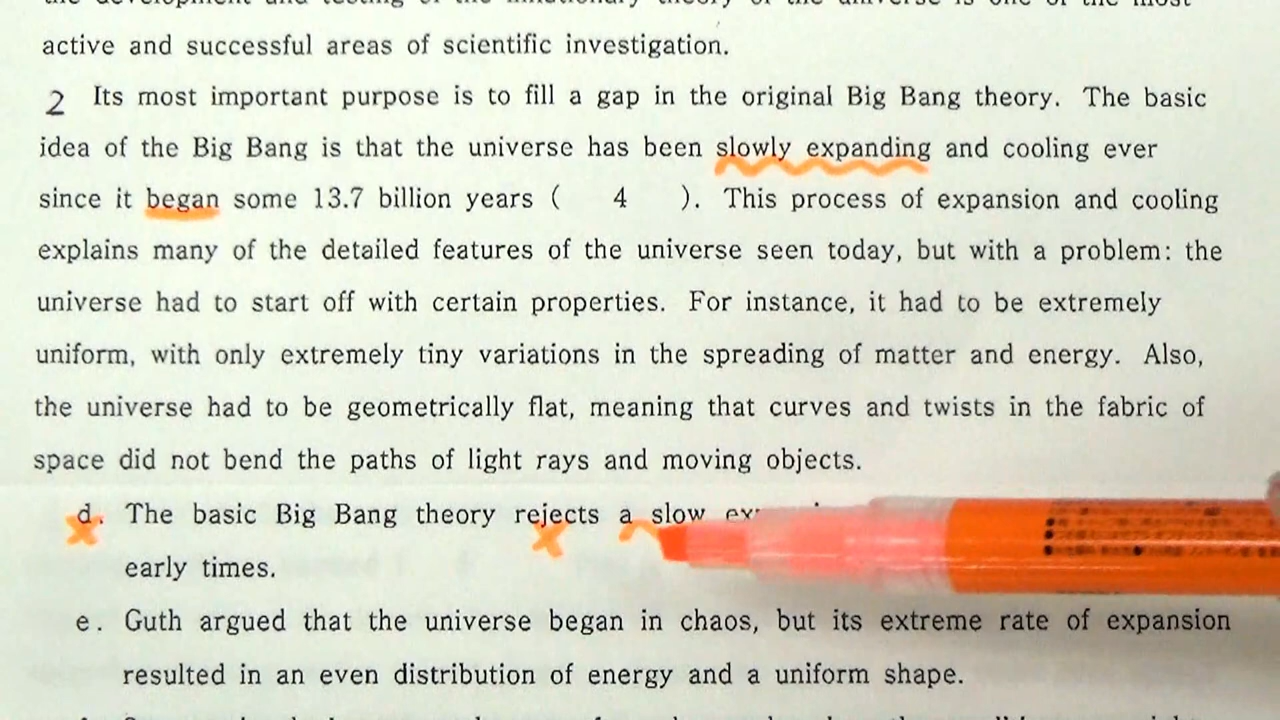 active and successful areas of scientific investigation.
2 Its most important purpose is to fill a gap in the original Big Bang theory. The basic
idea of the Big Bang is that the universe has been slowly expanding and cooling ever
since it began some 13.7 billion years ( 4 ). This process of expansion and cooling
explains many of the detailed features of the universe seen today, but with a problem: the
universe had to start off with certain properties. For instance, it had to be extremely
uniform, with only extremely tiny variations in the spreading of matter and energy. Also,
the universe had to be geometrically flat, meaning that curves and twists in the fabric of
space did not bend the paths of light rays and moving objects.
d. The basic Big Bang theory rejects a slow
early times.
e. Guth argued that the universe began in chaos, but its extreme rate of expansion
resulted in an even distribution of energy and a uniform shape.